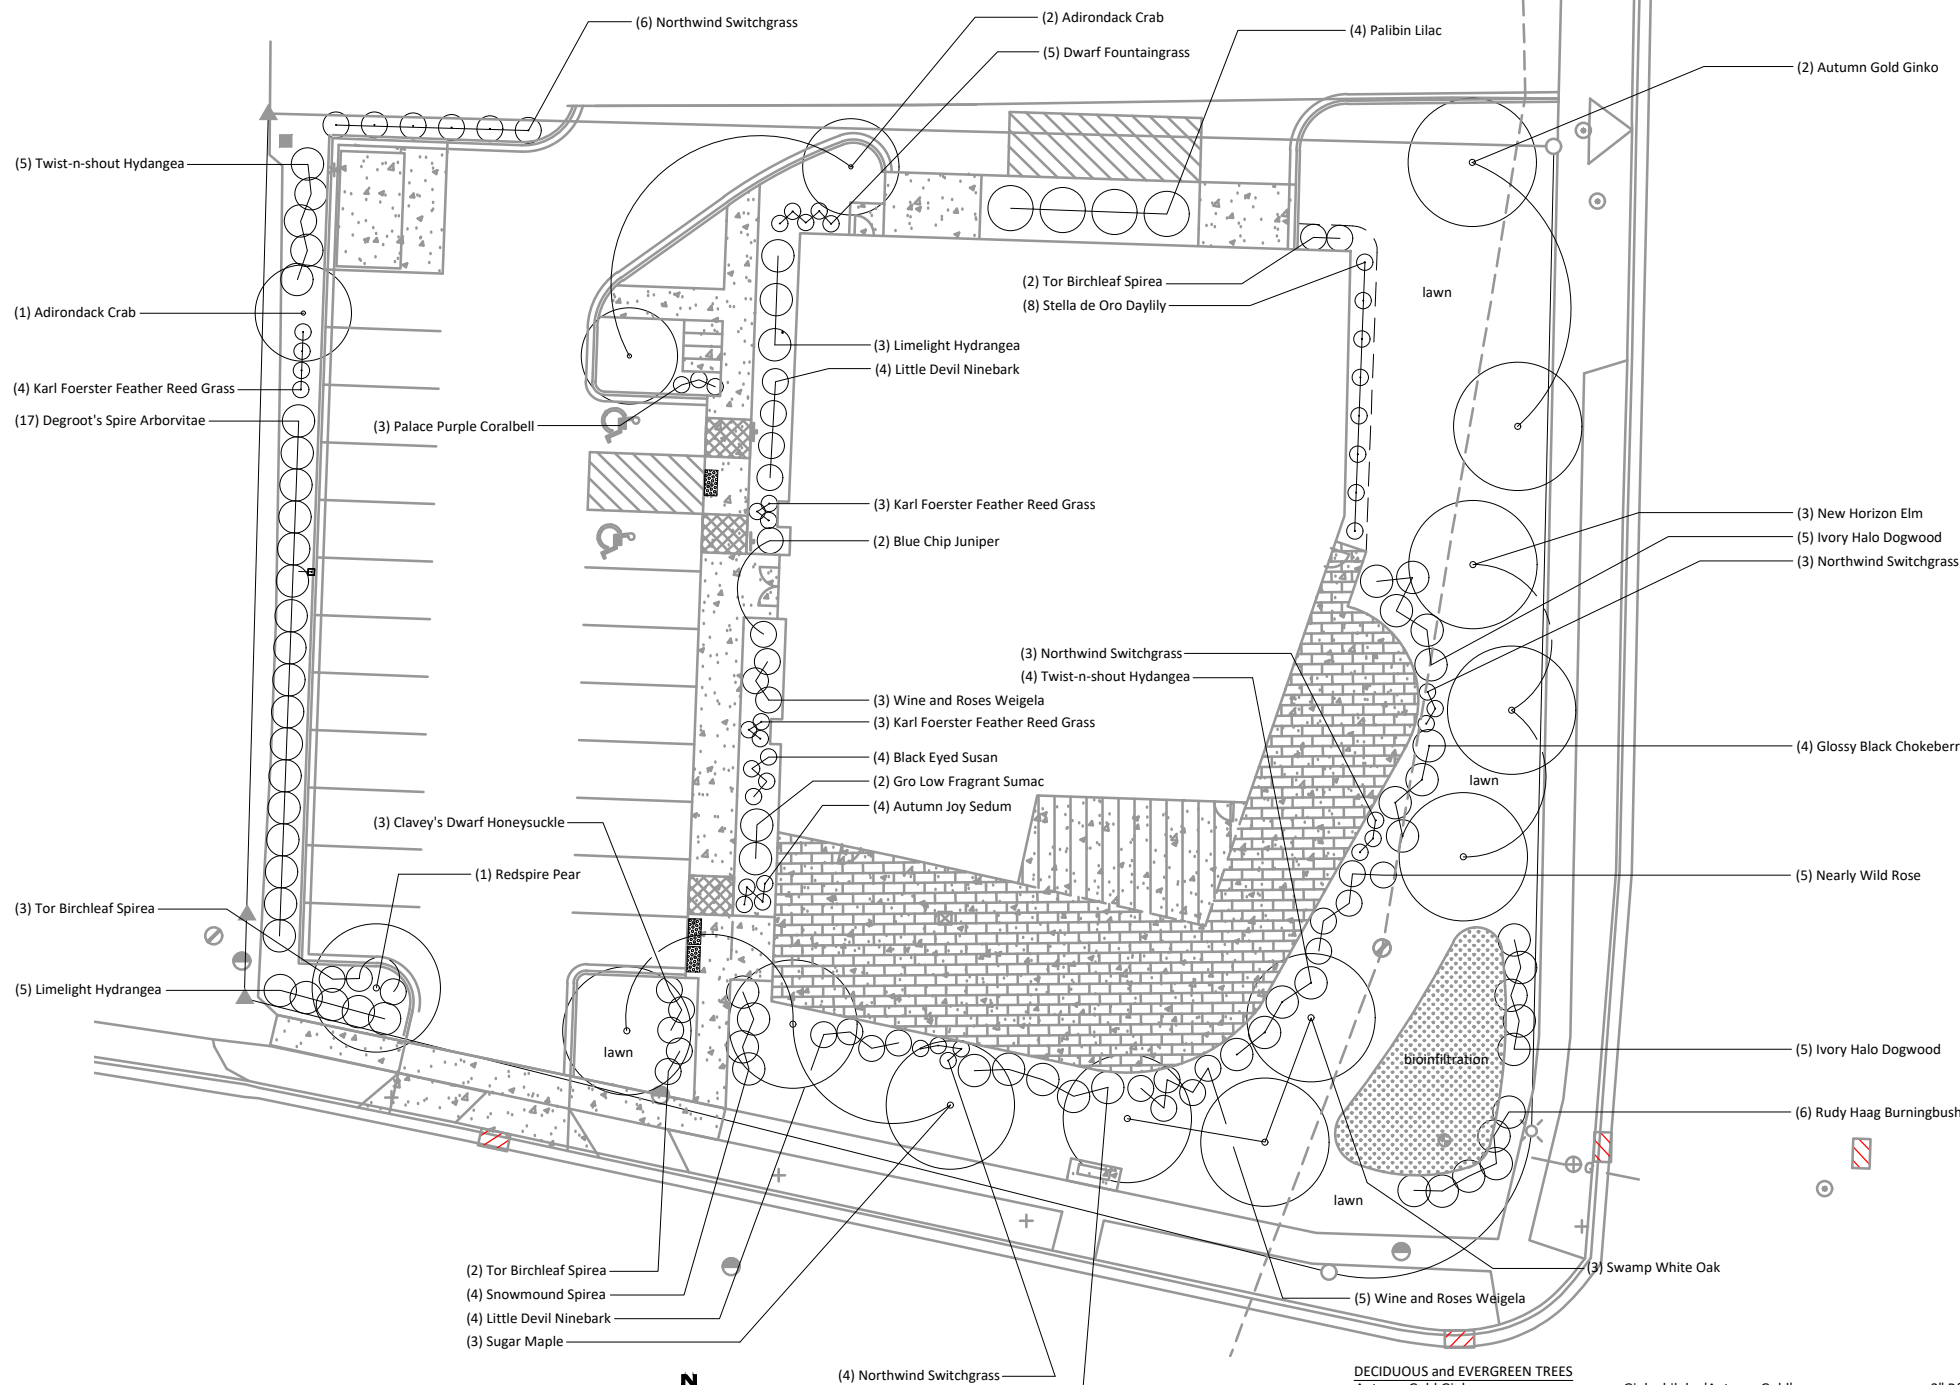 (6) Northwind Switchgrass
(2) Adirondack Crab
(5) Dwarf Fountaingrass
(4) Palibin Lilac
(2) Autumn Gold Ginko
(5) Twist-n-shout Hydangea
(1) Adirondack Crab
(4) Karl Foerster Feather Reed Grass
(17) Degroot's Spire Arborvitae
(3) Palace Purple Coralbell
(2) Tor Birchleaf Spirea
(8) Stella de Oro Daylily
lawn
(3) Limelight Hydrangea
(4) Little Devil Ninebark
(3) Karl Foerster Feather Reed Grass
(2) Blue Chip Juniper
(3) New Horizon Elm
(5) Ivory Halo Dogwood
(3) Northwind Switchgrass
(3) Northwind Switchgrass
(4) Twist-n-shout Hydangea
(3) Wine and Roses Weigela
(3) Karl Foerster Feather Reed Grass
(4) Black Eyed Susan
(2) Gro Low Fragrant Sumac
(4) Autumn Joy Sedum
(4) Glossy Black Chokeberr
lawn
(3) Clavey's Dwarf Honeysuckle
(1) Redspire Pear
(5) Nearly Wild Rose
(3) Tor Birchleaf Spirea
(5) Limelight Hydrangea
lawn
bioinfiltration
(5) Ivory Halo Dogwood
(6) Rudy Haag Burningbush
lawn
(2) Tor Birchleaf Spirea
(4) Snowmound Spirea
(4) Little Devil Ninebark
(3) Sugar Maple
(3) Swamp White Oak
(5) Wine and Roses Weigela
(4) Northwind Switchgrass
N
DECIDUOUS and EVERGREEN TREES